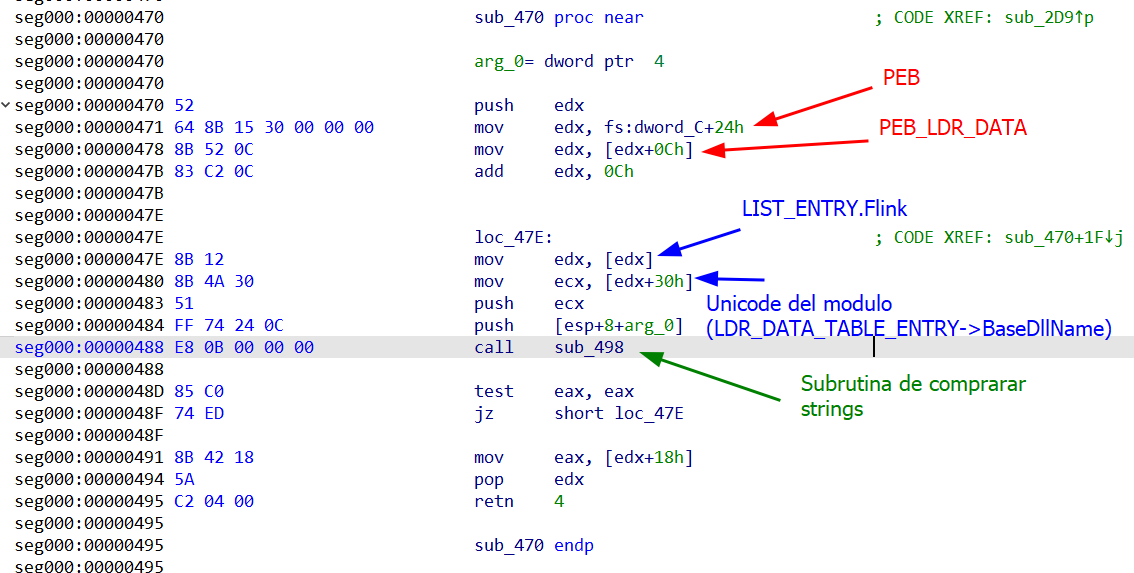 seg000:00000470
seg000:00000470 sub_470 proc near ; CODE XREF: sub_2D9↑p
seg000:00000470
seg000:00000470 arg_0= dword ptr 4
seg000:00000470
seg000:00000470 52 push edx
PEB
seg000:00000471 64 8B 15 30 00 00 00 mov edx, fs:dword_C+24h
PEB_LDR_DATA
seg000:00000478 8B 52 0C mov edx, [edx+0Ch]
seg000:0000047B 83 C2 0C add edx, 0Ch
seg000:0000047B
seg000:0000047E
LIST_ENTRY.Flink
seg000:0000047E loc_47E: ; CODE XREF: sub_470+1F↓j
seg000:0000047E 8B 12 mov edx, [edx]
seg000:00000480 8B 4A 30 mov ecx, [edx+30h]
seg000:00000483 51 push ecx
Unicode del modulo
(LDR_DATA_TABLE_ENTRY->BaseDllName)
seg000:00000484 FF 74 24 0C push [esp+8+arg_0]
seg000:00000488 E8 0B 00 00 00 call sub_498
seg000:00000488
Subrutina de comprarar
strings
seg000:0000048D 85 C0 test eax, eax
seg000:0000048F 74 ED jz short loc_47E
seg000:0000048F
seg000:00000491 8B 42 18 mov eax, [edx+18h]
seg000:00000494 5A pop edx
seg000:00000495 C2 04 00 retn 4
seg000:00000495
seg000:00000495 sub_470 endp
seg000:00000495